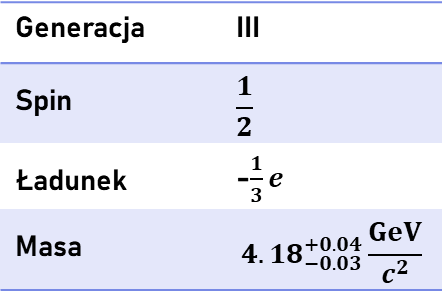 Generacja III
Spin 1/2
Ładunek -1/3 e
Masa 4.18 +0.04 -0.03 GeV/c²